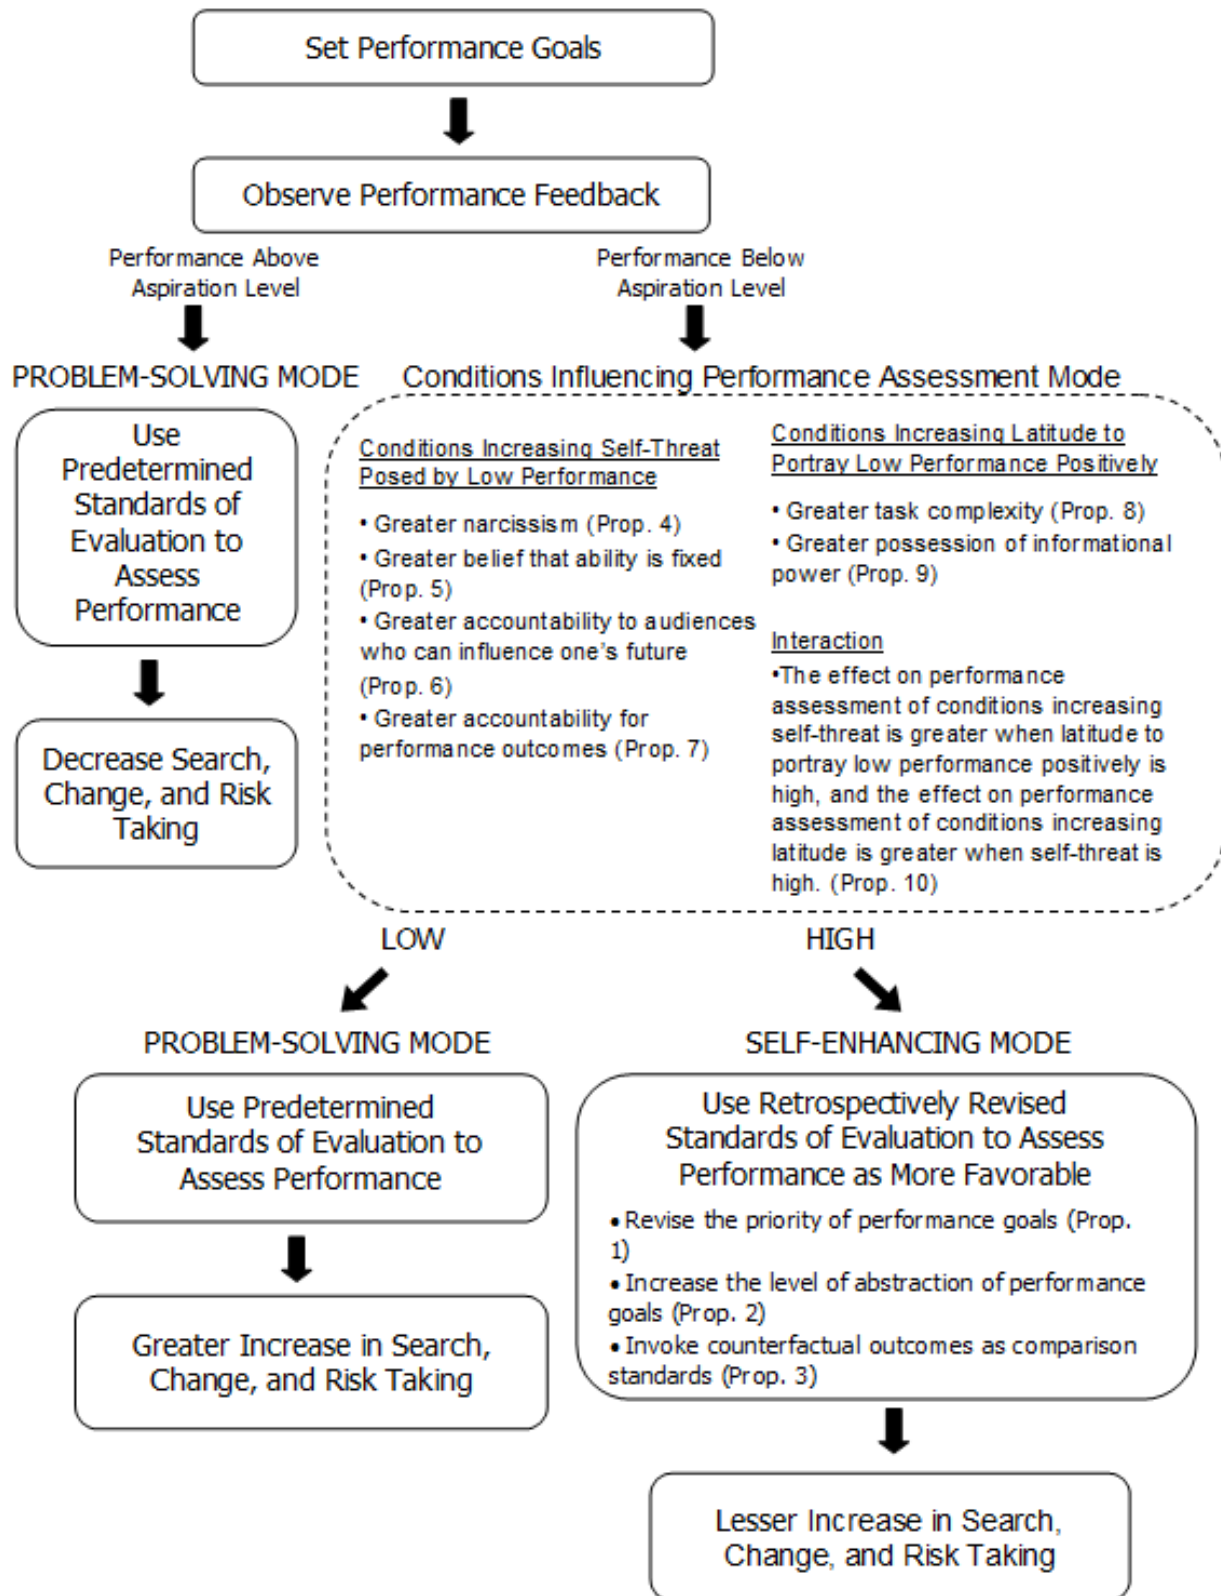 Set Performance Goals
Observe Performance Feedback
Performance Above
Aspiration Level
Performance Below
Aspiration Level
PROBLEM-SOLVING MODE
Use
Predetermined
Standards of
Evaluation to
Assess
Performance
Decrease Search,
Change, and Risk
Taking
Conditions Influencing Performance Assessment Mode
Conditions Increasing Self-Threat
Posed by Low Performance
• Greater narcissism (Prop. 4)
• Greater belief that ability is fixed
(Prop. 5)
• Greater accountability to audiences
who can influence one's future
(Prop. 6)
• Greater accountability for
performance outcomes (Prop. 7)
Conditions Increasing Latitude to
Portray Low Performance Positively
• Greater task complexity (Prop. 8)
• Greater possession of informational
power (Prop. 9)
Interaction
•The effect on performance
assessment of conditions increasing
self-threat is greater when latitude to
portray low performance positively is
high, and the effect on performance
assessment of conditions increasing
latitude is greater when self-threat is
high. (Prop. 10)
LOW
HIGH
PROBLEM-SOLVING MODE
Use Predetermined
Standards of Evaluation to
Assess Performance
Greater Increase in Search,
Change, and Risk Taking
SELF-ENHANCING MODE
Use Retrospectively Revised
Standards of Evaluation to Assess
Performance as More Favorable
• Revise the priority of performance goals (Prop.
1)
• Increase the level of abstraction of performance
goals (Prop. 2)
• Invoke counterfactual outcomes as comparison
standards (Prop. 3)
Lesser Increase in Search,
Change, and Risk Taking